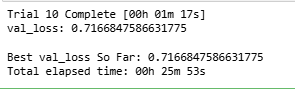 Trial 10 Complete [00h 01m 17s]
val_loss: 0.7166847586631775
Best val_loss So Far: 0.7166847586631775
Total elapsed time: 00h 25m 53s